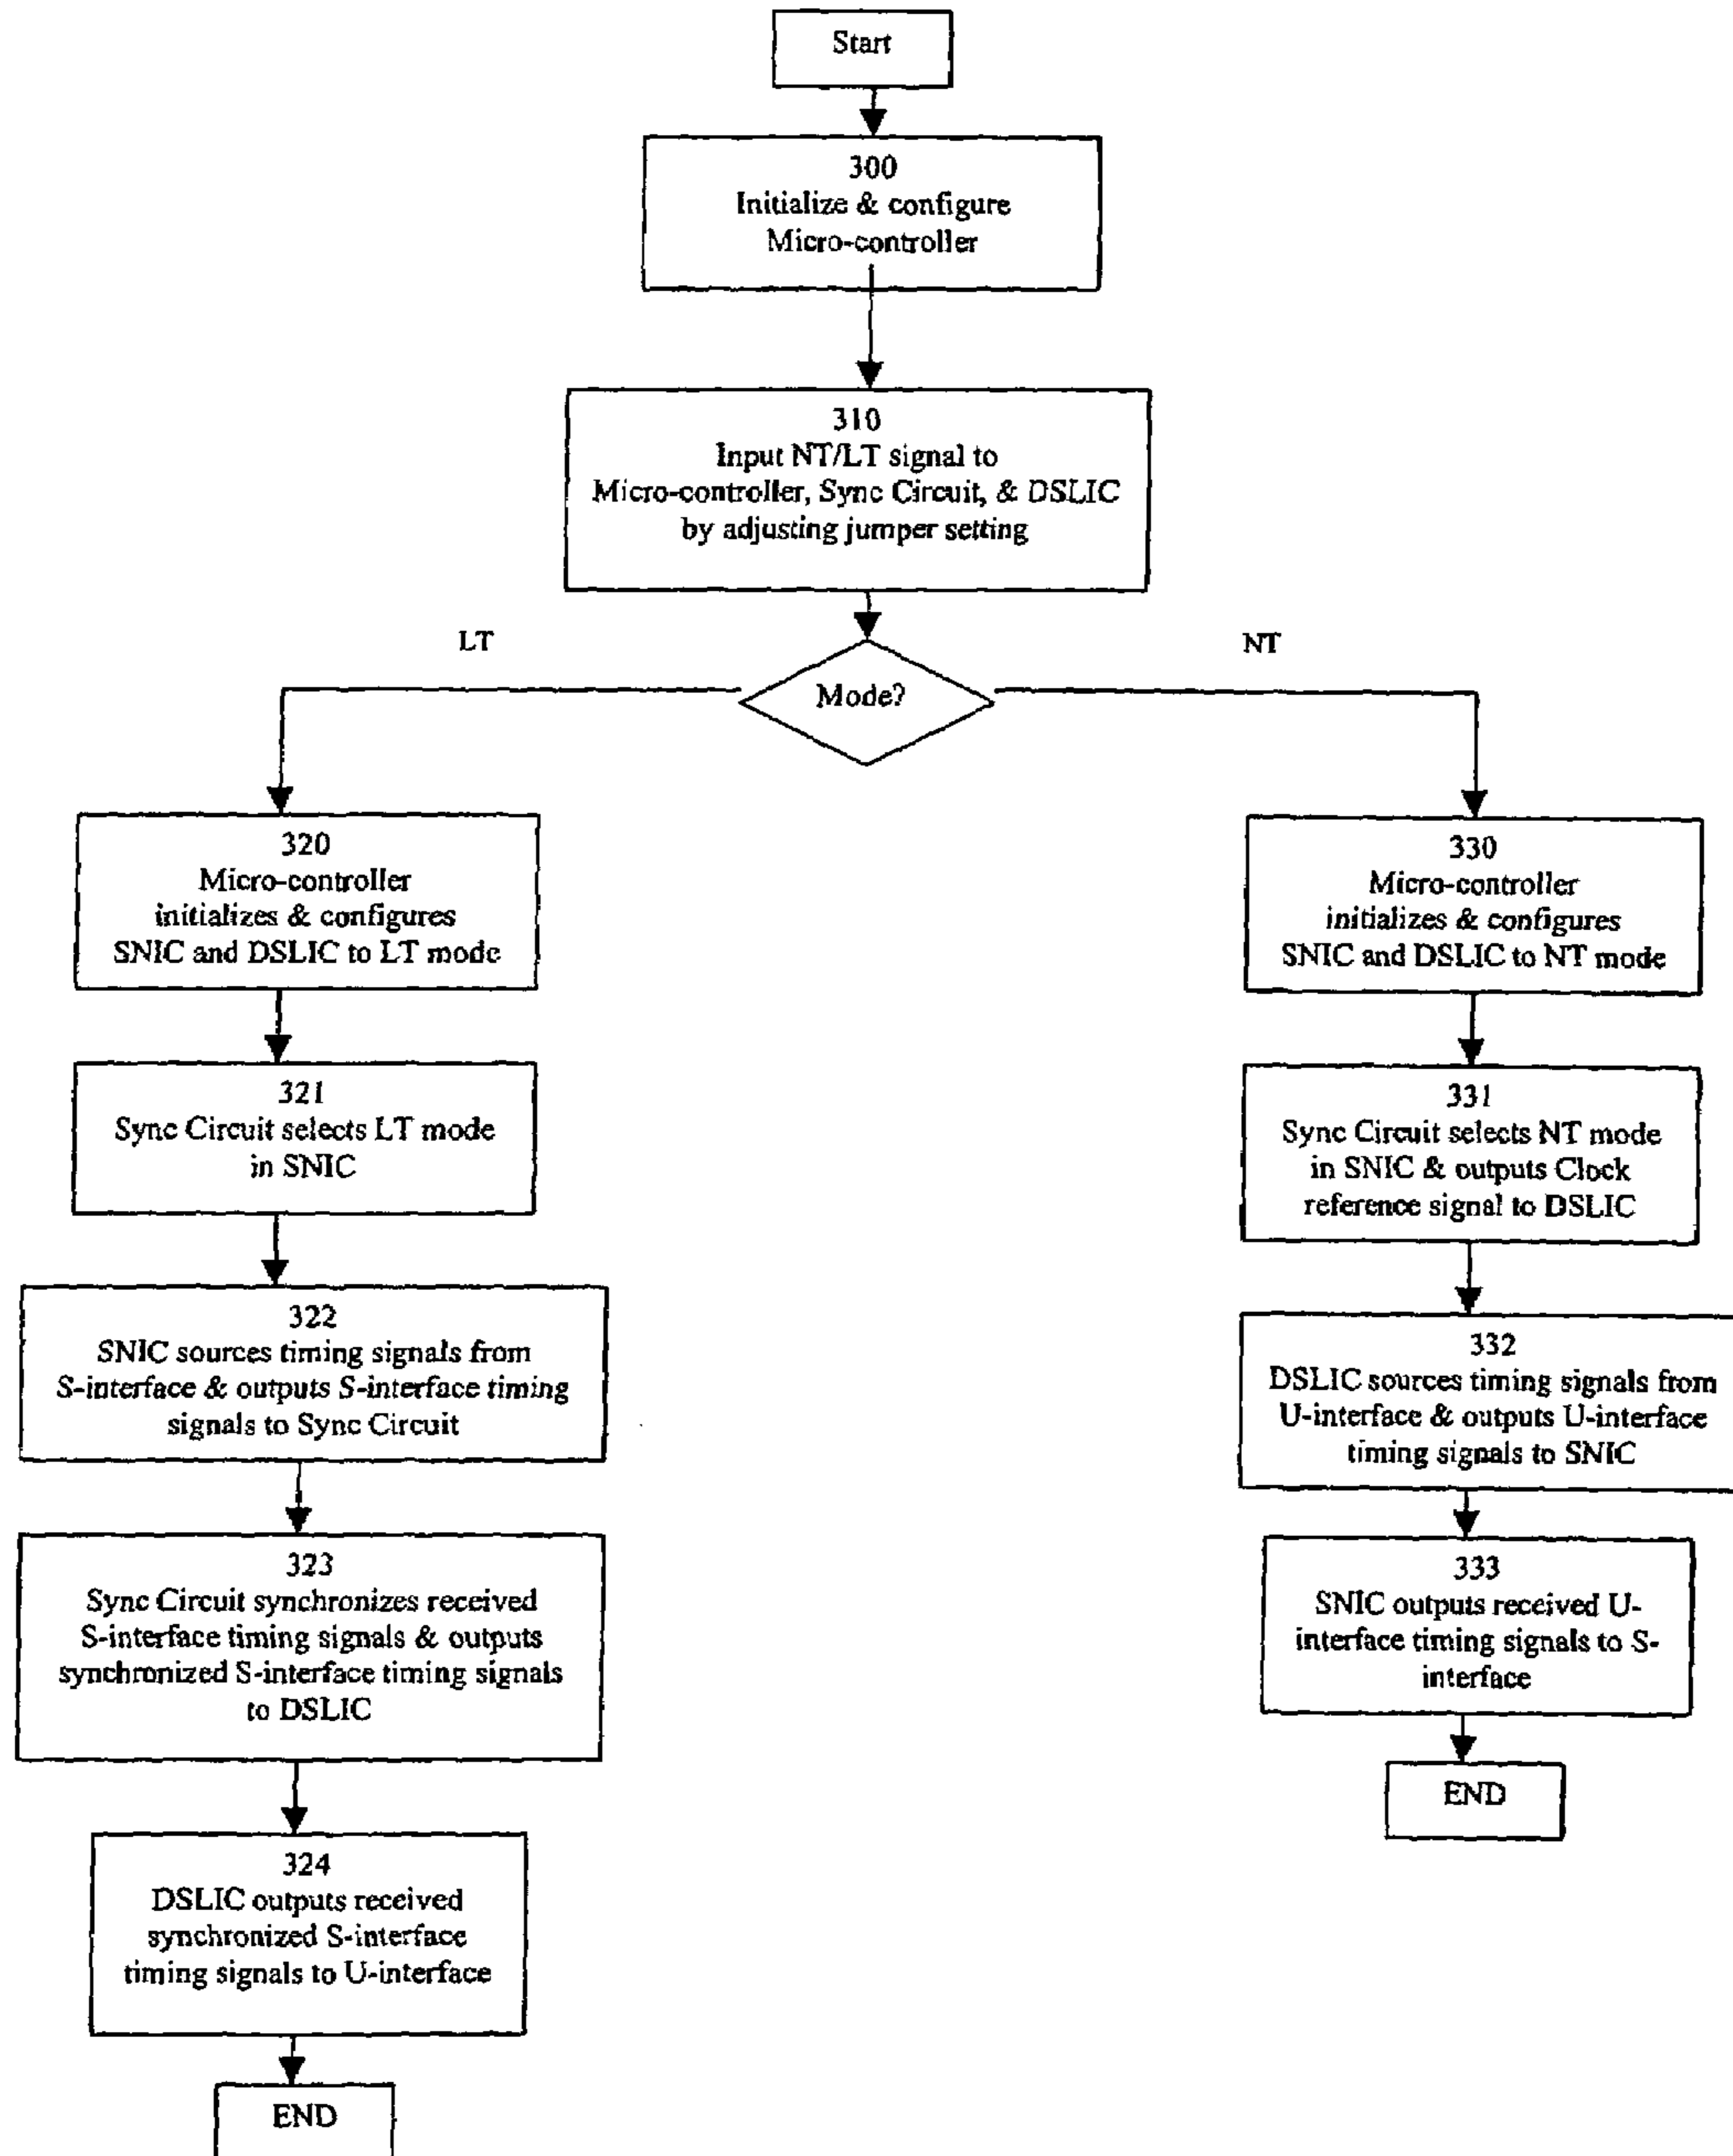 Start
300
Initialize & configure
Micro-controller
310
Input NT/LT signal to
Micro-controller, Sync Circuit, & DSLIC
by adjusting jumper setting
LT
NT
Mode?
320
Micro-controller
initializes & configures
SNIC and DSLIC to LT mode
321
Sync Circuit selects LT mode
in SNIC
322
SNIC sources timing signals from
S-interface & outputs S-interface timing
signals to Sync Circuit
323
Sync Circuit synchronizes received
S-interface timing signals & outputs
synchronized S-interface timing signals
to DSLIC
324
DSLIC outputs received
synchronized S-interface
timing signals to U-interface
END
330
Micro-controller
initializes & configures
SNIC and DSLIC to NT mode
331
Sync Circuit selects NT mode
in SNIC & outputs Clock
reference signal to DSLIC
332
DSLIC sources timing signals from
U-interface & outputs U-interface
timing signals to SNIC
333
SNIC outputs received U-
interface timing signals to S-
interface
END